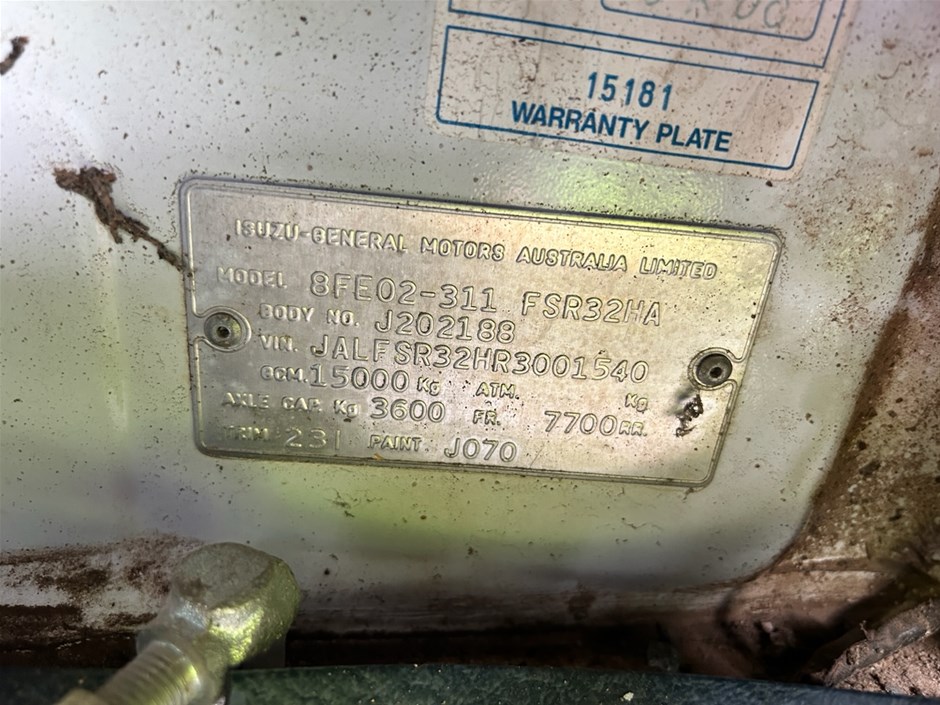 15181
WARRANTY PLATE
ISUZU-GENERAL MOTORS AUSTRALIA LIMITED
MODEL 8FE02-311 FSR32HA
BODY NO. J202188
VIN. JALFSR32HR3001540
GCM. 15000 KG ATM. KG
AXLE CAP. KG 3600 FR. 7700 RR.
TRIM 231 PAINT. J070